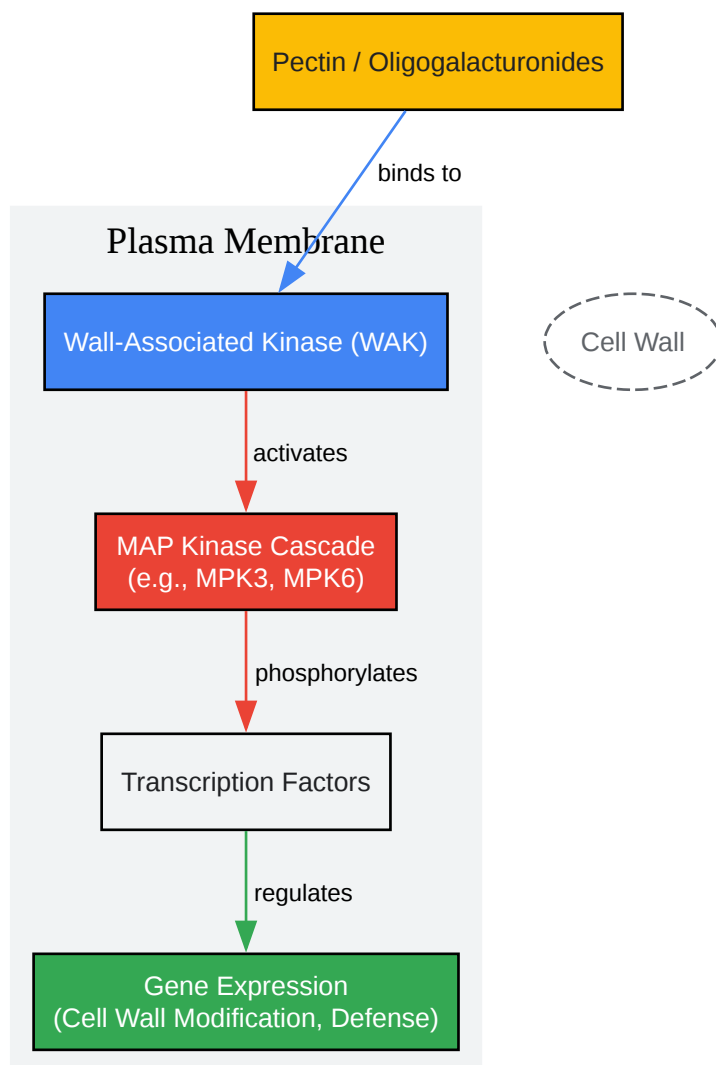 Pectin / Oligogalacturonides
binds to
Plasma Membrane
Wall-Associated Kinase (WAK)
Cell Wall
activates
MAP Kinase Cascade
(e.g., MPK3, MPK6)
phosphorylates
Transcription Factors
regulates
Gene Expression
(Cell Wall Modification, Defense)